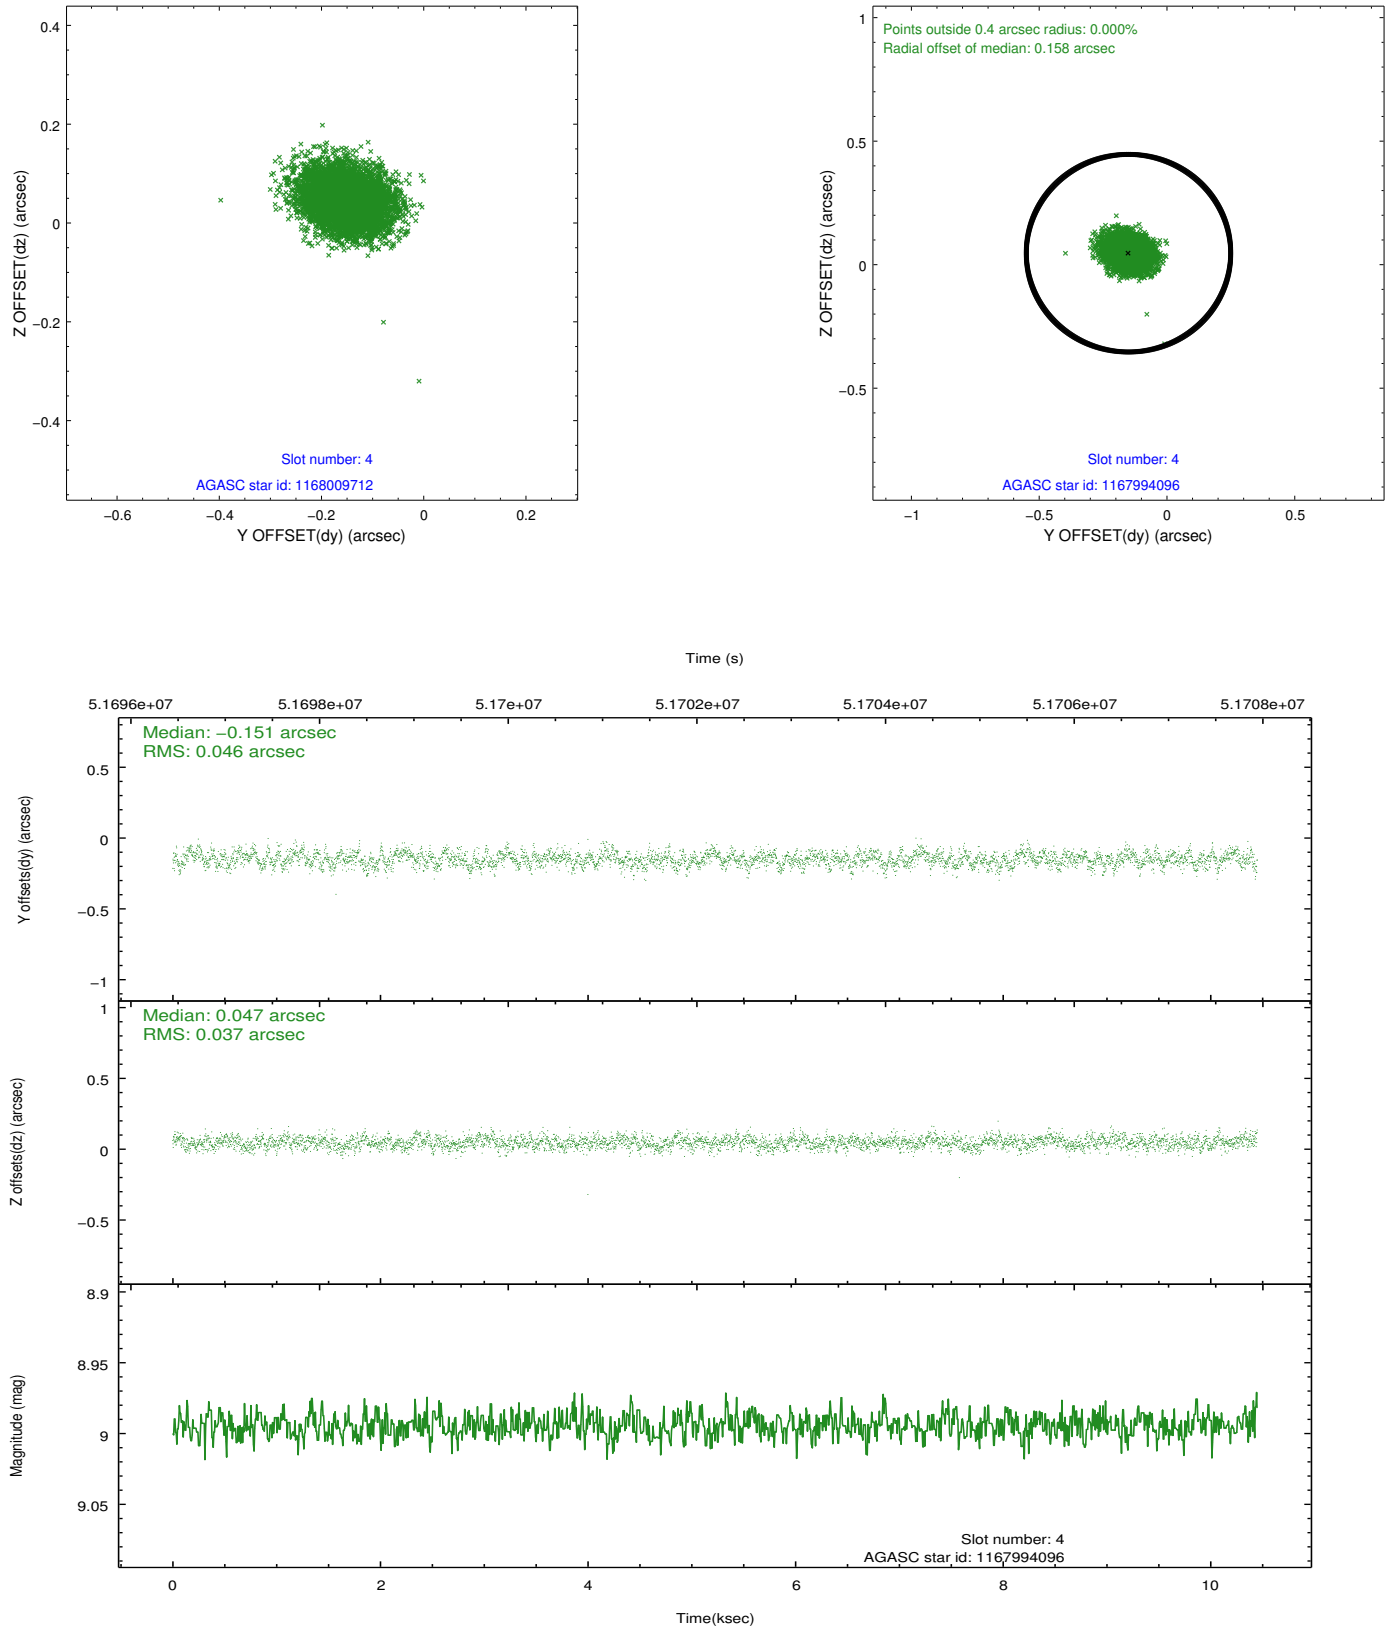 0.4
0.2
0
−0.2
−0.4
Z OFFSET(dz) (arcsec)
Slot number: 4
AGASC star id: 1168009712
−0.6
−0.4
−0.2
0
0.2
Y OFFSET(dy) (arcsec)
Points outside 0.4 arcsec radius: 0.000%
Radial offset of median: 0.158 arcsec
1
0.5
0
−0.5
Z OFFSET(dz) (arcsec)
Slot number: 4
AGASC star id: 1167994096
−1
−0.5
0
0.5
Y OFFSET(dy) (arcsec)
Time (s)
5.1696e+07
5.1698e+07
5.17e+07
5.1702e+07
5.1704e+07
5.1706e+07
5.1708e+07
Median: −0.151 arcsec
RMS: 0.046 arcsec
0.5
0
−0.5
−1
Y offsets(dy) (arcsec)
Median: 0.047 arcsec
RMS: 0.037 arcsec
1
0.5
0
−0.5
Z offsets(dz) (arcsec)
8.9
8.95
9
9.05
Magnitude (mag)
Slot number: 4
AGASC star id: 1167994096
0
2
4
6
8
10
Time(ksec)